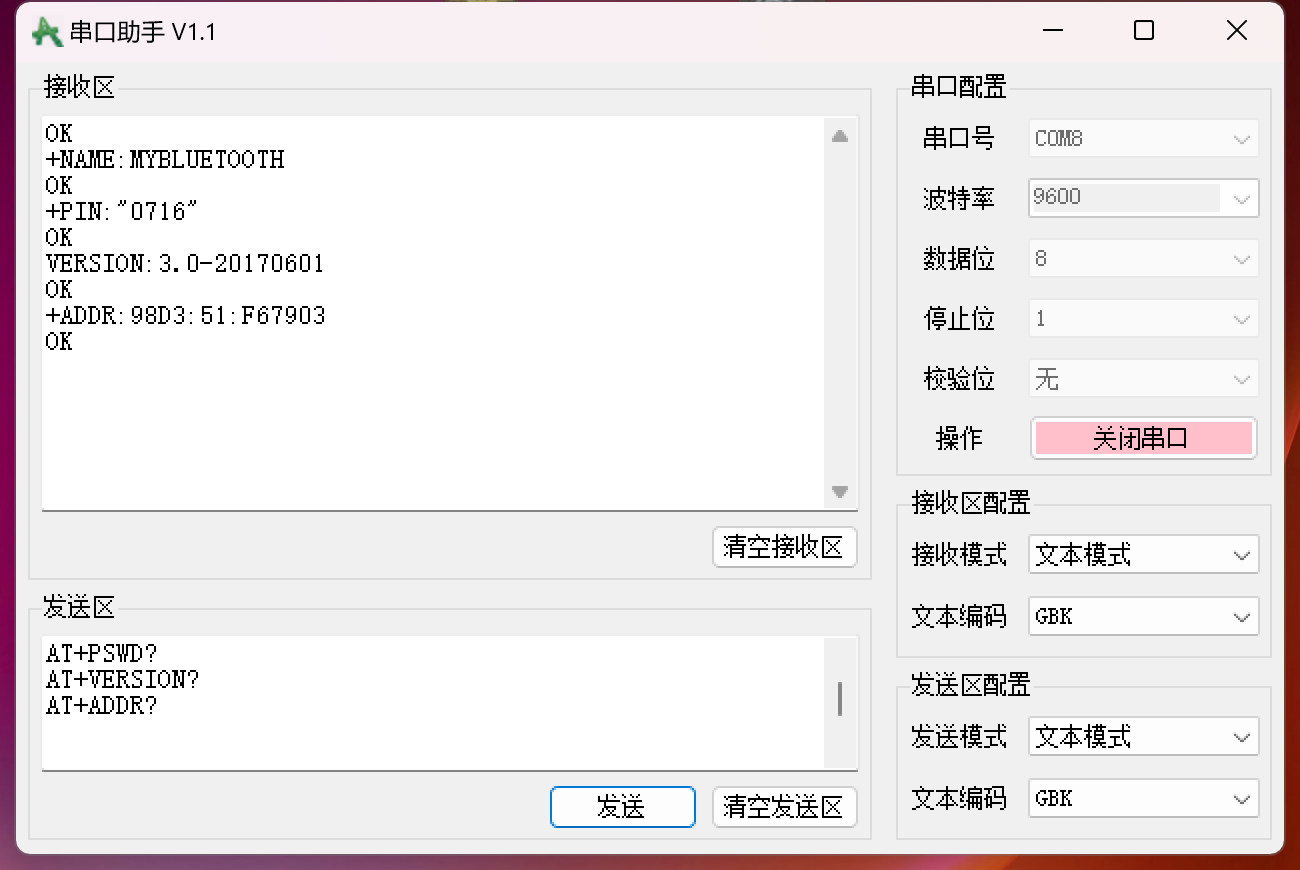 串口助手 V1.1
接收区
OK
+NAME:MYBLUETOOTH
OK
+PIN:"0716"
OK
VERSION:3.0-20170601
OK
+ADDR:98D3:51:F67903
OK
清空接收区
发送区
AT+PSWD?
AT+VERSION?
AT+ADDR?
发送
清空发送区
串口配置
串口号 COM8
波特率 9600
数据位 8
停止位 1
校验位 无
操作 关闭串口
接收区配置
接收模式 文本模式
文本编码 GBK
发送区配置
发送模式 文本模式
文本编码 GBK